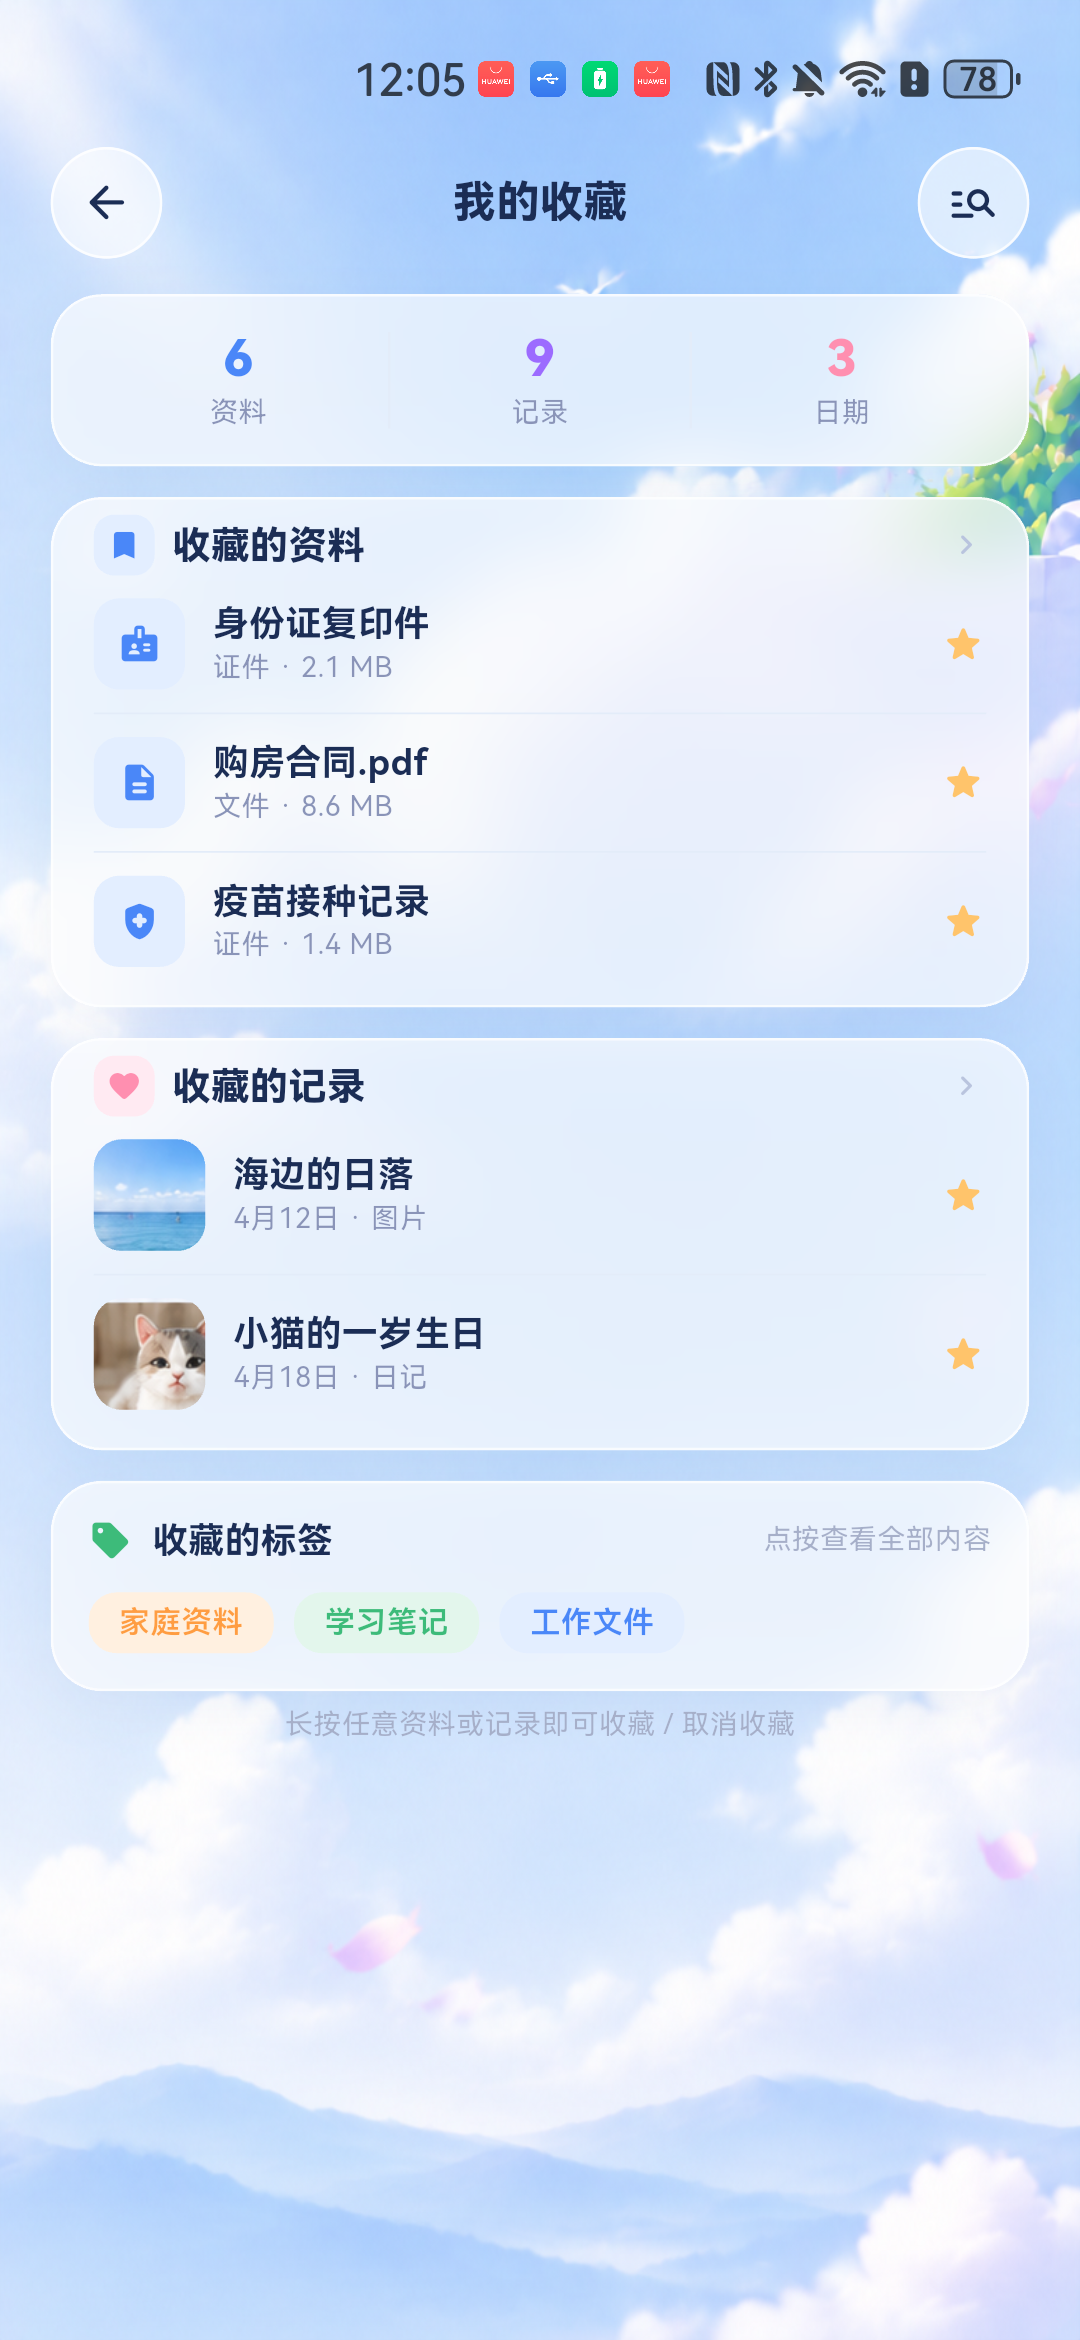 12:05 HUAWEI HUAWEI 78
我的收藏
6 9 3
资料 记录 日期
收藏的资料
身份证复印件
证件 · 2.1 MB
购房合同.pdf
文件 · 8.6 MB
疫苗接种记录
证件 · 1.4 MB
收藏的记录
海边的日落
4月12日 · 图片
小猫的一岁生日
4月18日 · 日记
收藏的标签 点按查看全部内容
家庭资料 学习笔记 工作文件
长按任意资料或记录即可收藏 / 取消收藏